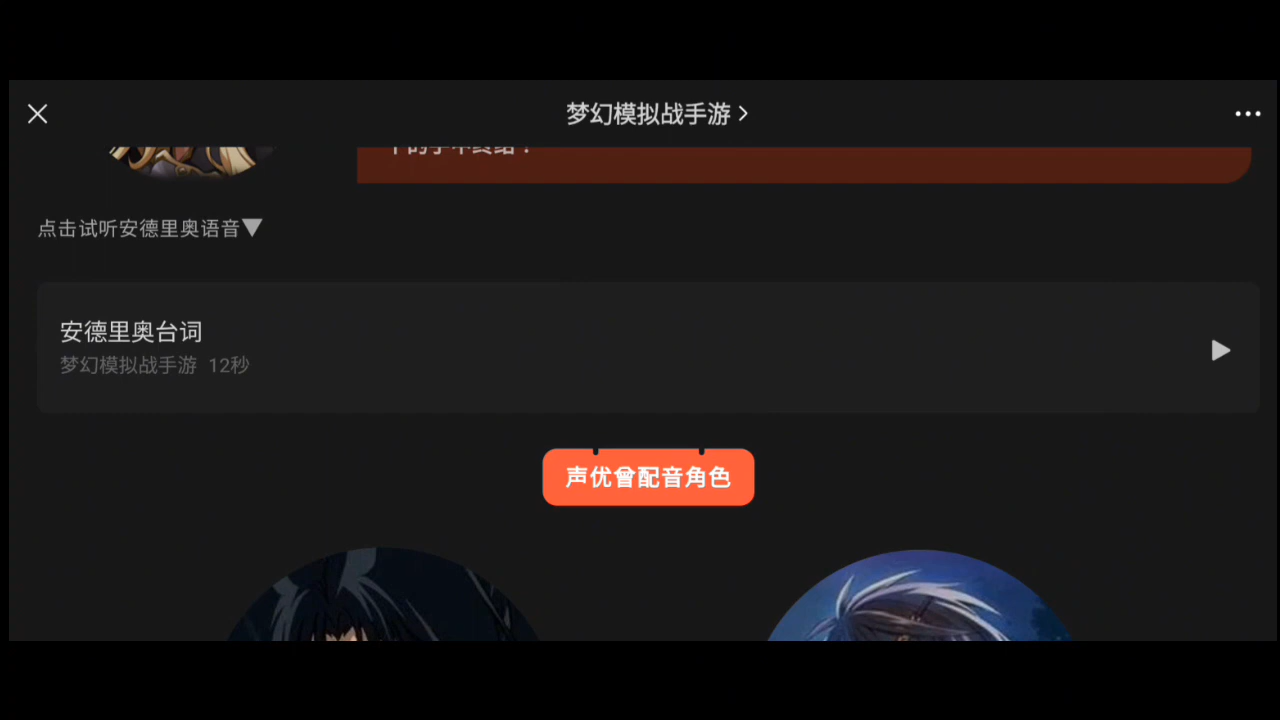 梦幻模拟战手游
点击试听安德里奥语音▼
安德里奥台词
梦幻模拟战手游 12秒
声优曾配音角色